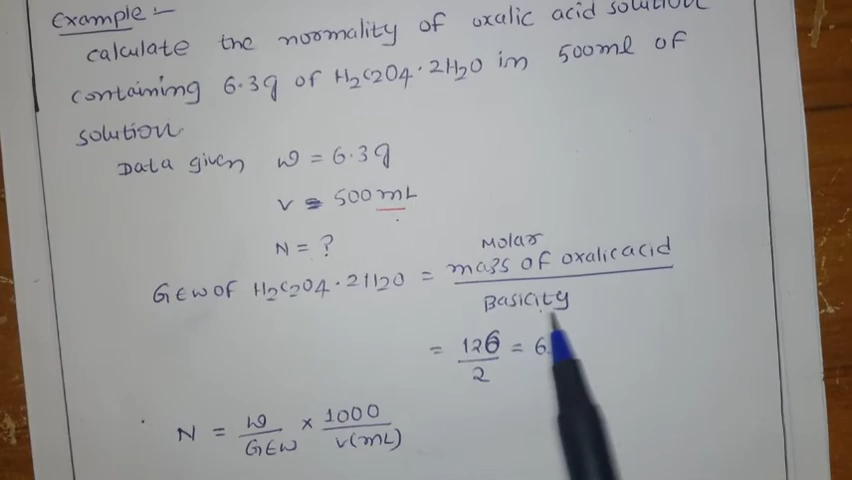 Example :-
calculate the normality of oxalic acid solution
containing 6.3g of H2C2O4 · 2H2O in 500ml of
solution.
Data given W = 6.3g
V = 500mL
N = ?
Molar
GEW of H2C2O4 · 2H2O = mass of oxalic acid
Basicity
= 126/2 = 6
N = W/GEW × 1000/V(mL)